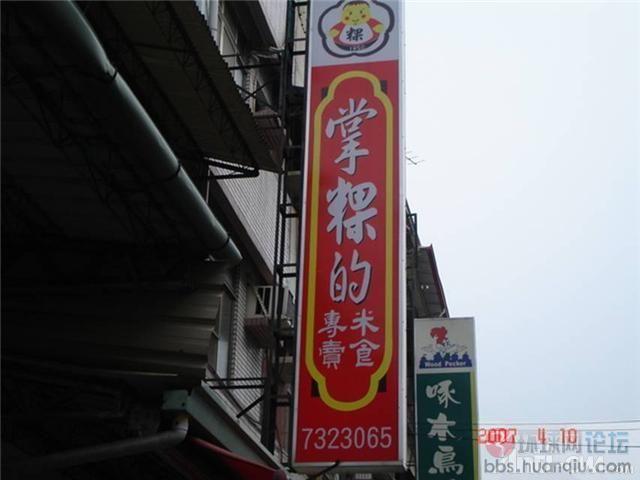 粿
1950
掌粿的
米食
專賣
7323065
Wood Pecker
啄木鳥
2007 4 10
环球网论坛
bbs.huanqiu.com